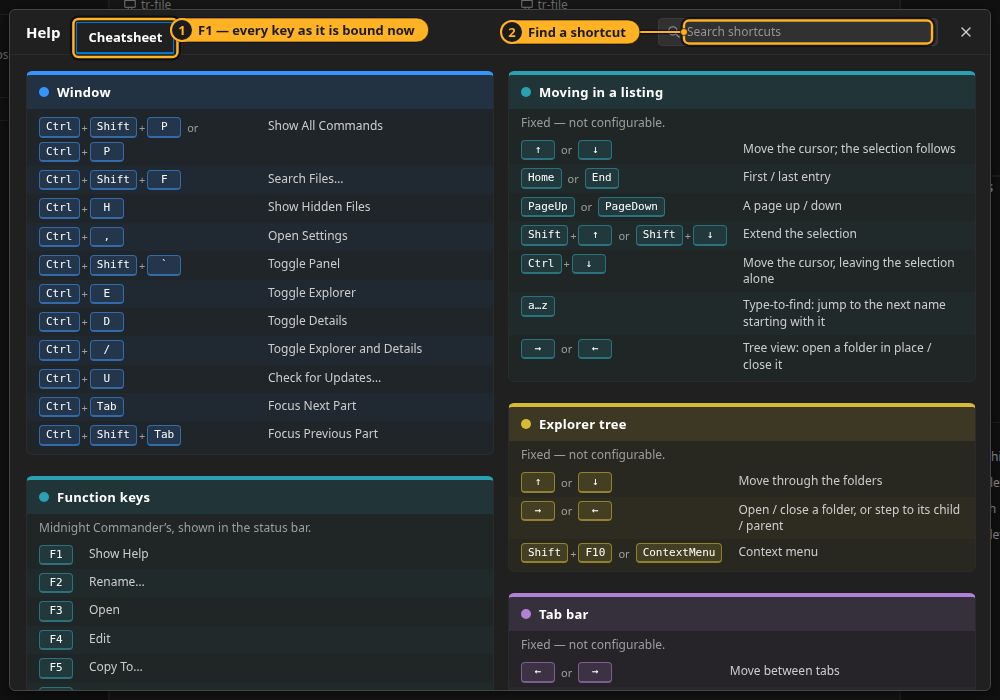 tr-file
tr-file
Help
Cheatsheet
1 F1 — every key as it is bound now
2 Find a shortcut
Search shortcuts
✕
Window
Ctrl + Shift + P or
Ctrl + P
Show All Commands
Ctrl + Shift + F
Search Files...
Ctrl + H
Show Hidden Files
Ctrl + ,
Open Settings
Ctrl + Shift + `
Toggle Panel
Ctrl + E
Toggle Explorer
Ctrl + D
Toggle Details
Ctrl + /
Toggle Explorer and Details
Ctrl + U
Check for Updates...
Ctrl + Tab
Focus Next Part
Ctrl + Shift + Tab
Focus Previous Part
Function keys
Midnight Commander's, shown in the status bar.
F1 Show Help
F2 Rename...
F3 Open
F4 Edit
F5 Copy To...
Moving in a listing
Fixed — not configurable.
↑ or ↓
Move the cursor; the selection follows
Home or End
First / last entry
PageUp or PageDown
A page up / down
Shift + ↑ or Shift + ↓
Extend the selection
Ctrl + ↓
Move the cursor, leaving the selection
alone
a…z
Type-to-find: jump to the next name
starting with it
→ or ←
Tree view: open a folder in place /
close it
Explorer tree
Fixed — not configurable.
↑ or ↓
Move through the folders
→ or ←
Open / close a folder, or step to its child
/ parent
Shift + F10 or ContextMenu
Context menu
Tab bar
Fixed — not configurable.
← or →
Move between tabs